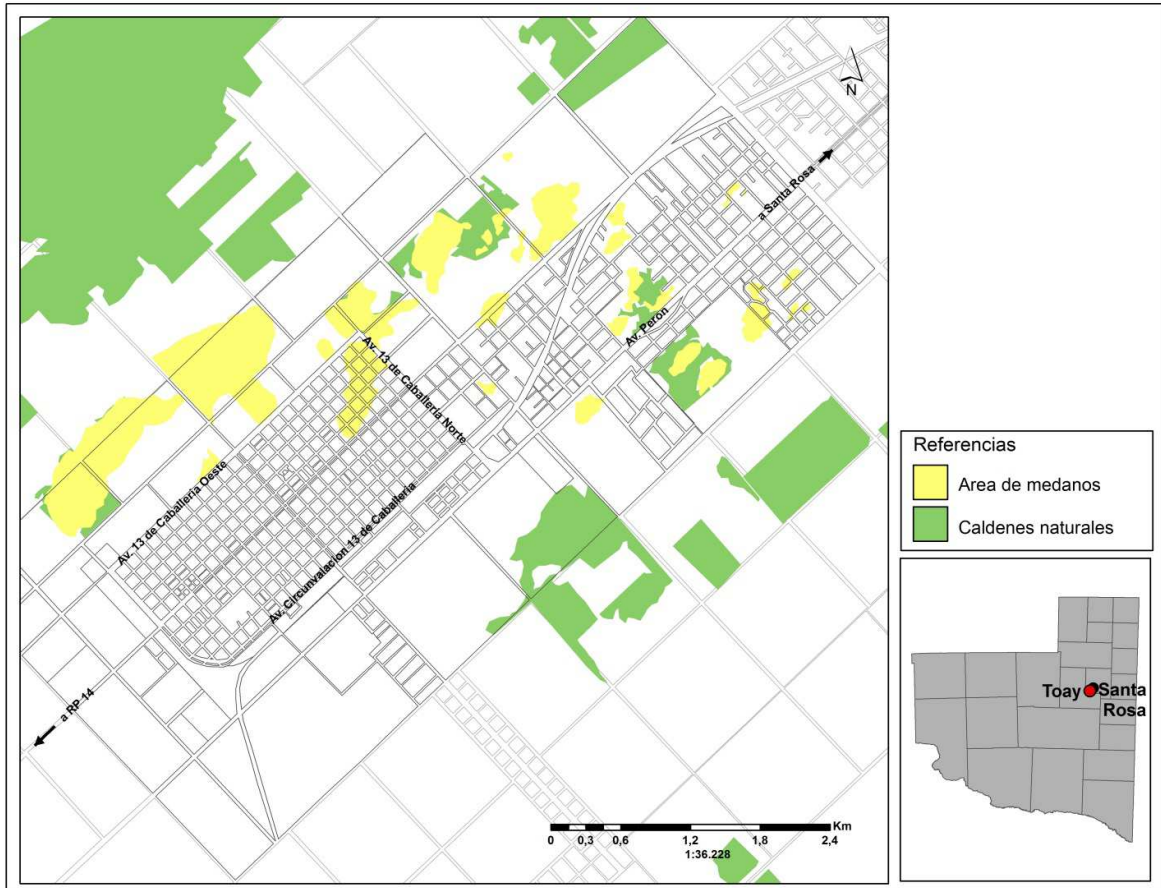 N
a Santa Rosa
Av. Peron
Av. 13 de Caballeria Norte
Av. 13 de Caballeria Oeste
Av. Circunvalacion 13 de Caballeria
a RP 14
Km
0 0,3 0,6 1,2 1,8 2,4
1:36.228
Referencias
Area de medanos
Caldenes naturales
Toay Santa
Rosa